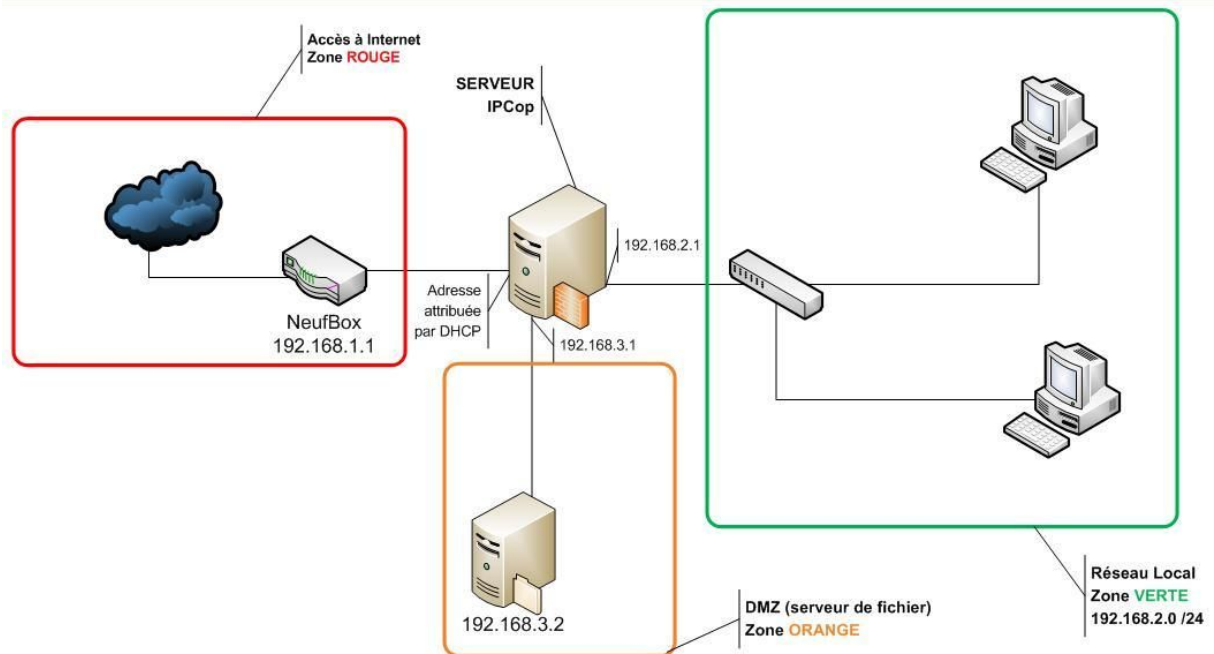 Accès à Internet
Zone ROUGE
SERVEUR
IPCop
192.168.2.1
Adresse
attribuée
par DHCP
NeufBox
192.168.1.1
192.168.3.1
192.168.3.2
DMZ (serveur de fichier)
Zone ORANGE
Réseau Local
Zone VERTE
192.168.2.0 /24